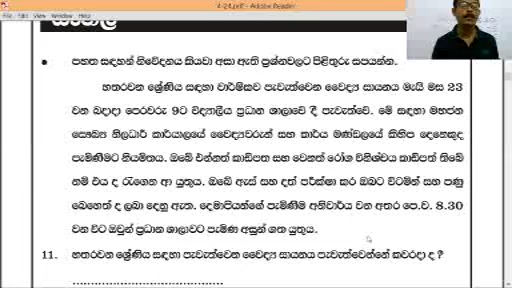 4-24.pdf - Adobe Reader
File Edit View Window Help
• පහත සඳහන් නිවේදනය කියවා අසා ඇති ප්‍රශ්නවලට පිළිතුරු සපයන්න.
හතරවන ශ්‍රේණිය සඳහා වාර්ෂිකව පැවැත්වෙන වෛද්‍ය සායනය මැයි මස 23
වන බදාදා පෙරවරු 9ට විද්‍යාලීය ප්‍රධාන ශාලාවේ දී පැවැත්වේ. මේ සඳහා මහජන
සෞඛ්‍ය නිලධාරී කාර්යාලයේ වෛද්‍යවරුන් සහ කාර්ය මණ්ඩලයේ කිහිප දෙනෙකුද
පැමිණීමට නියමිතය. ඔබේ එන්නත් කාඩ්පත සහ වෙනත් රෝග විනිශ්චය කාඩ්පත් තිබේ
නම් එය ද රැගෙන ආ යුතුය. ඔබේ ඇස් සහ දත් පරීක්ෂා කර ඔබට විටමින් සහ පණු
බෙහෙත් ද ලබා දෙනු ඇත. දෙමාපියන්ගේ පැමිණීම අනිවාර්ය වන අතර පෙ.ව. 8.30
වන විට ඔවුන් ප්‍රධාන ශාලාවට පැමිණ අසුන් ගත යුතුය.
11. හතරවන ශ්‍රේණිය සඳහා පැවැත්වෙන වෛද්‍ය සායනය පැවැත්වෙන්නේ කවරදා ද ?